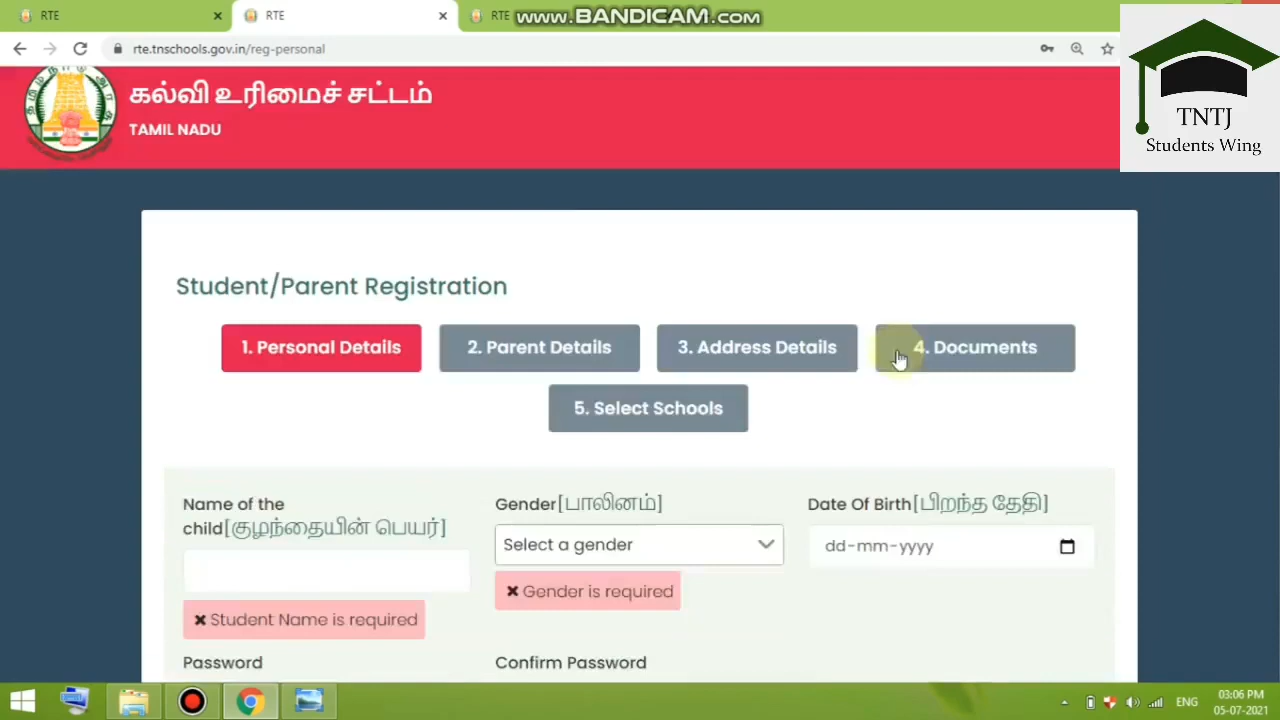 RTE
RTE
RTE
www.BANDICAM.com
rte.tnschools.gov.in/reg-personal
கல்வி உரிமைச் சட்டம்
TAMIL NADU
TNTJ
Students Wing
Student/Parent Registration
1. Personal Details
2. Parent Details
3. Address Details
4. Documents
5. Select Schools
Name of the
child[குழந்தையின் பெயர்]
Gender[பாலினம்]
Date Of Birth[பிறந்த தேதி]
Select a gender
dd-mm-yyyy
× Gender is required
× Student Name is required
Password
Confirm Password
ENG
03:06 PM
05-07-2021